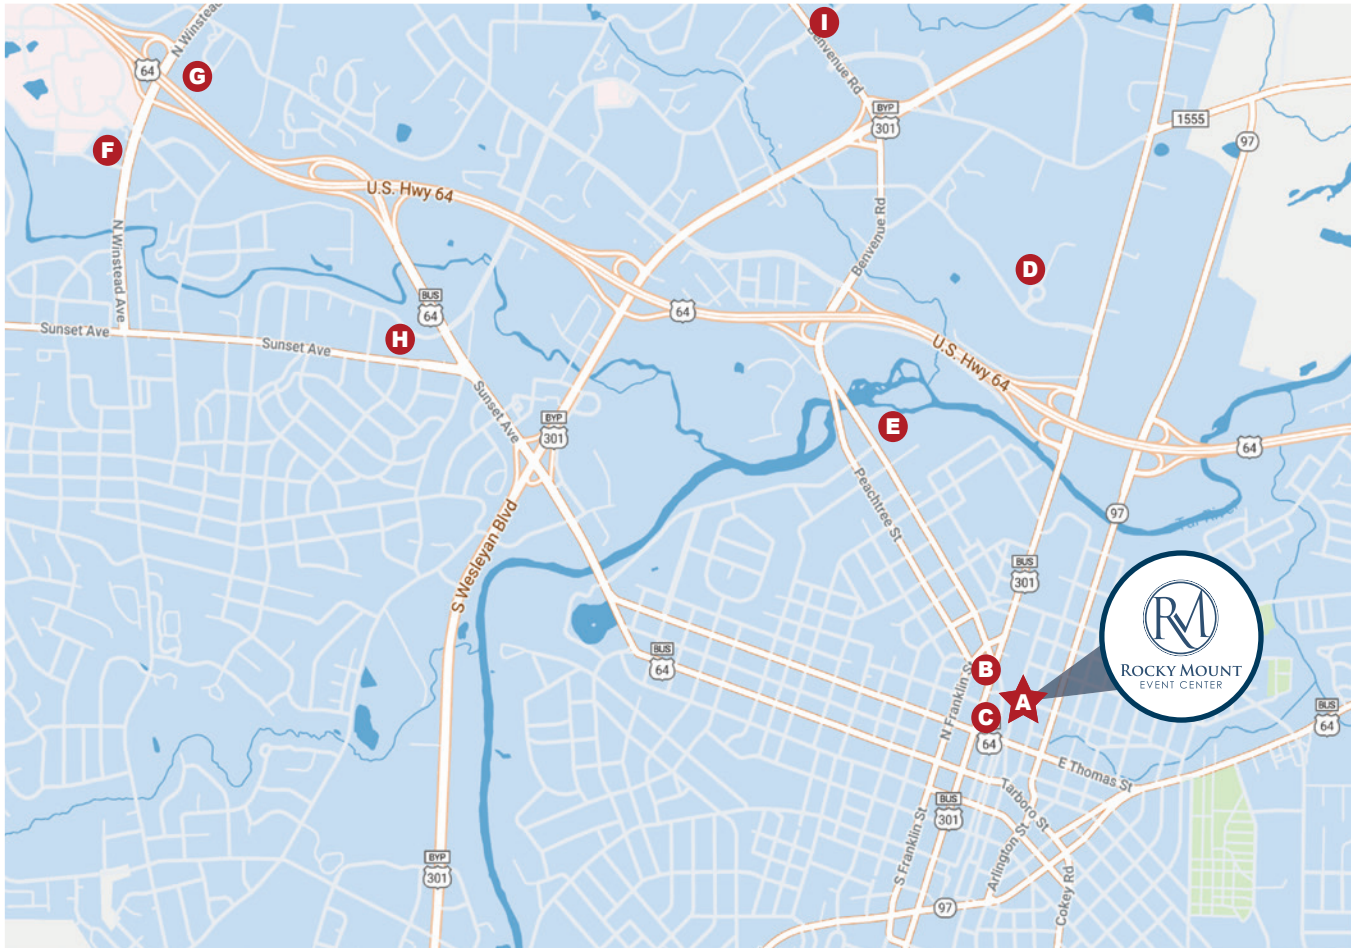 I
N Winstead
64
G
Benvenue Rd
BYP
301
1555
97
F
U.S. Hwy 64
N Winstead Ave
Benvenue Rd
D
BUS
64
64
Sunset Ave
Sunset Ave
H
U.S. Hwy 64
Sunset Ave
BYP
301
E
64
Peachtree St
97
Tar River
S Wesleyan Blvd
BUS
301
RM
ROCKY MOUNT
EVENT CENTER
BUS
64
B
N Franklin St
A
C
64
BUS
64
E Thomas St
Tarboro St
BUS
301
S Franklin St
Arlington St
BYP
301
Cokey Rd
97